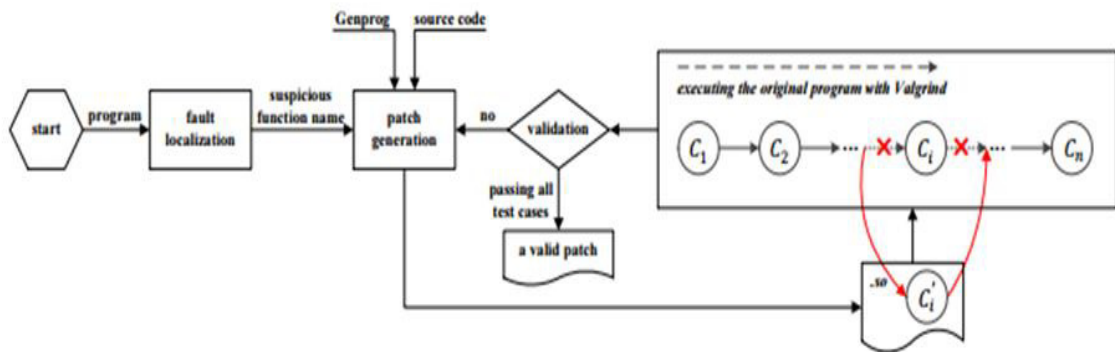 Genprog
source code
start
program
fault
localization
suspicious
function name
patch
generation
no
validation
passing all
test cases
a valid patch
executing the original program with Valgrind
C₁
C₂
...
Cᵢ
...
Cₙ
.so
Cᵢ'